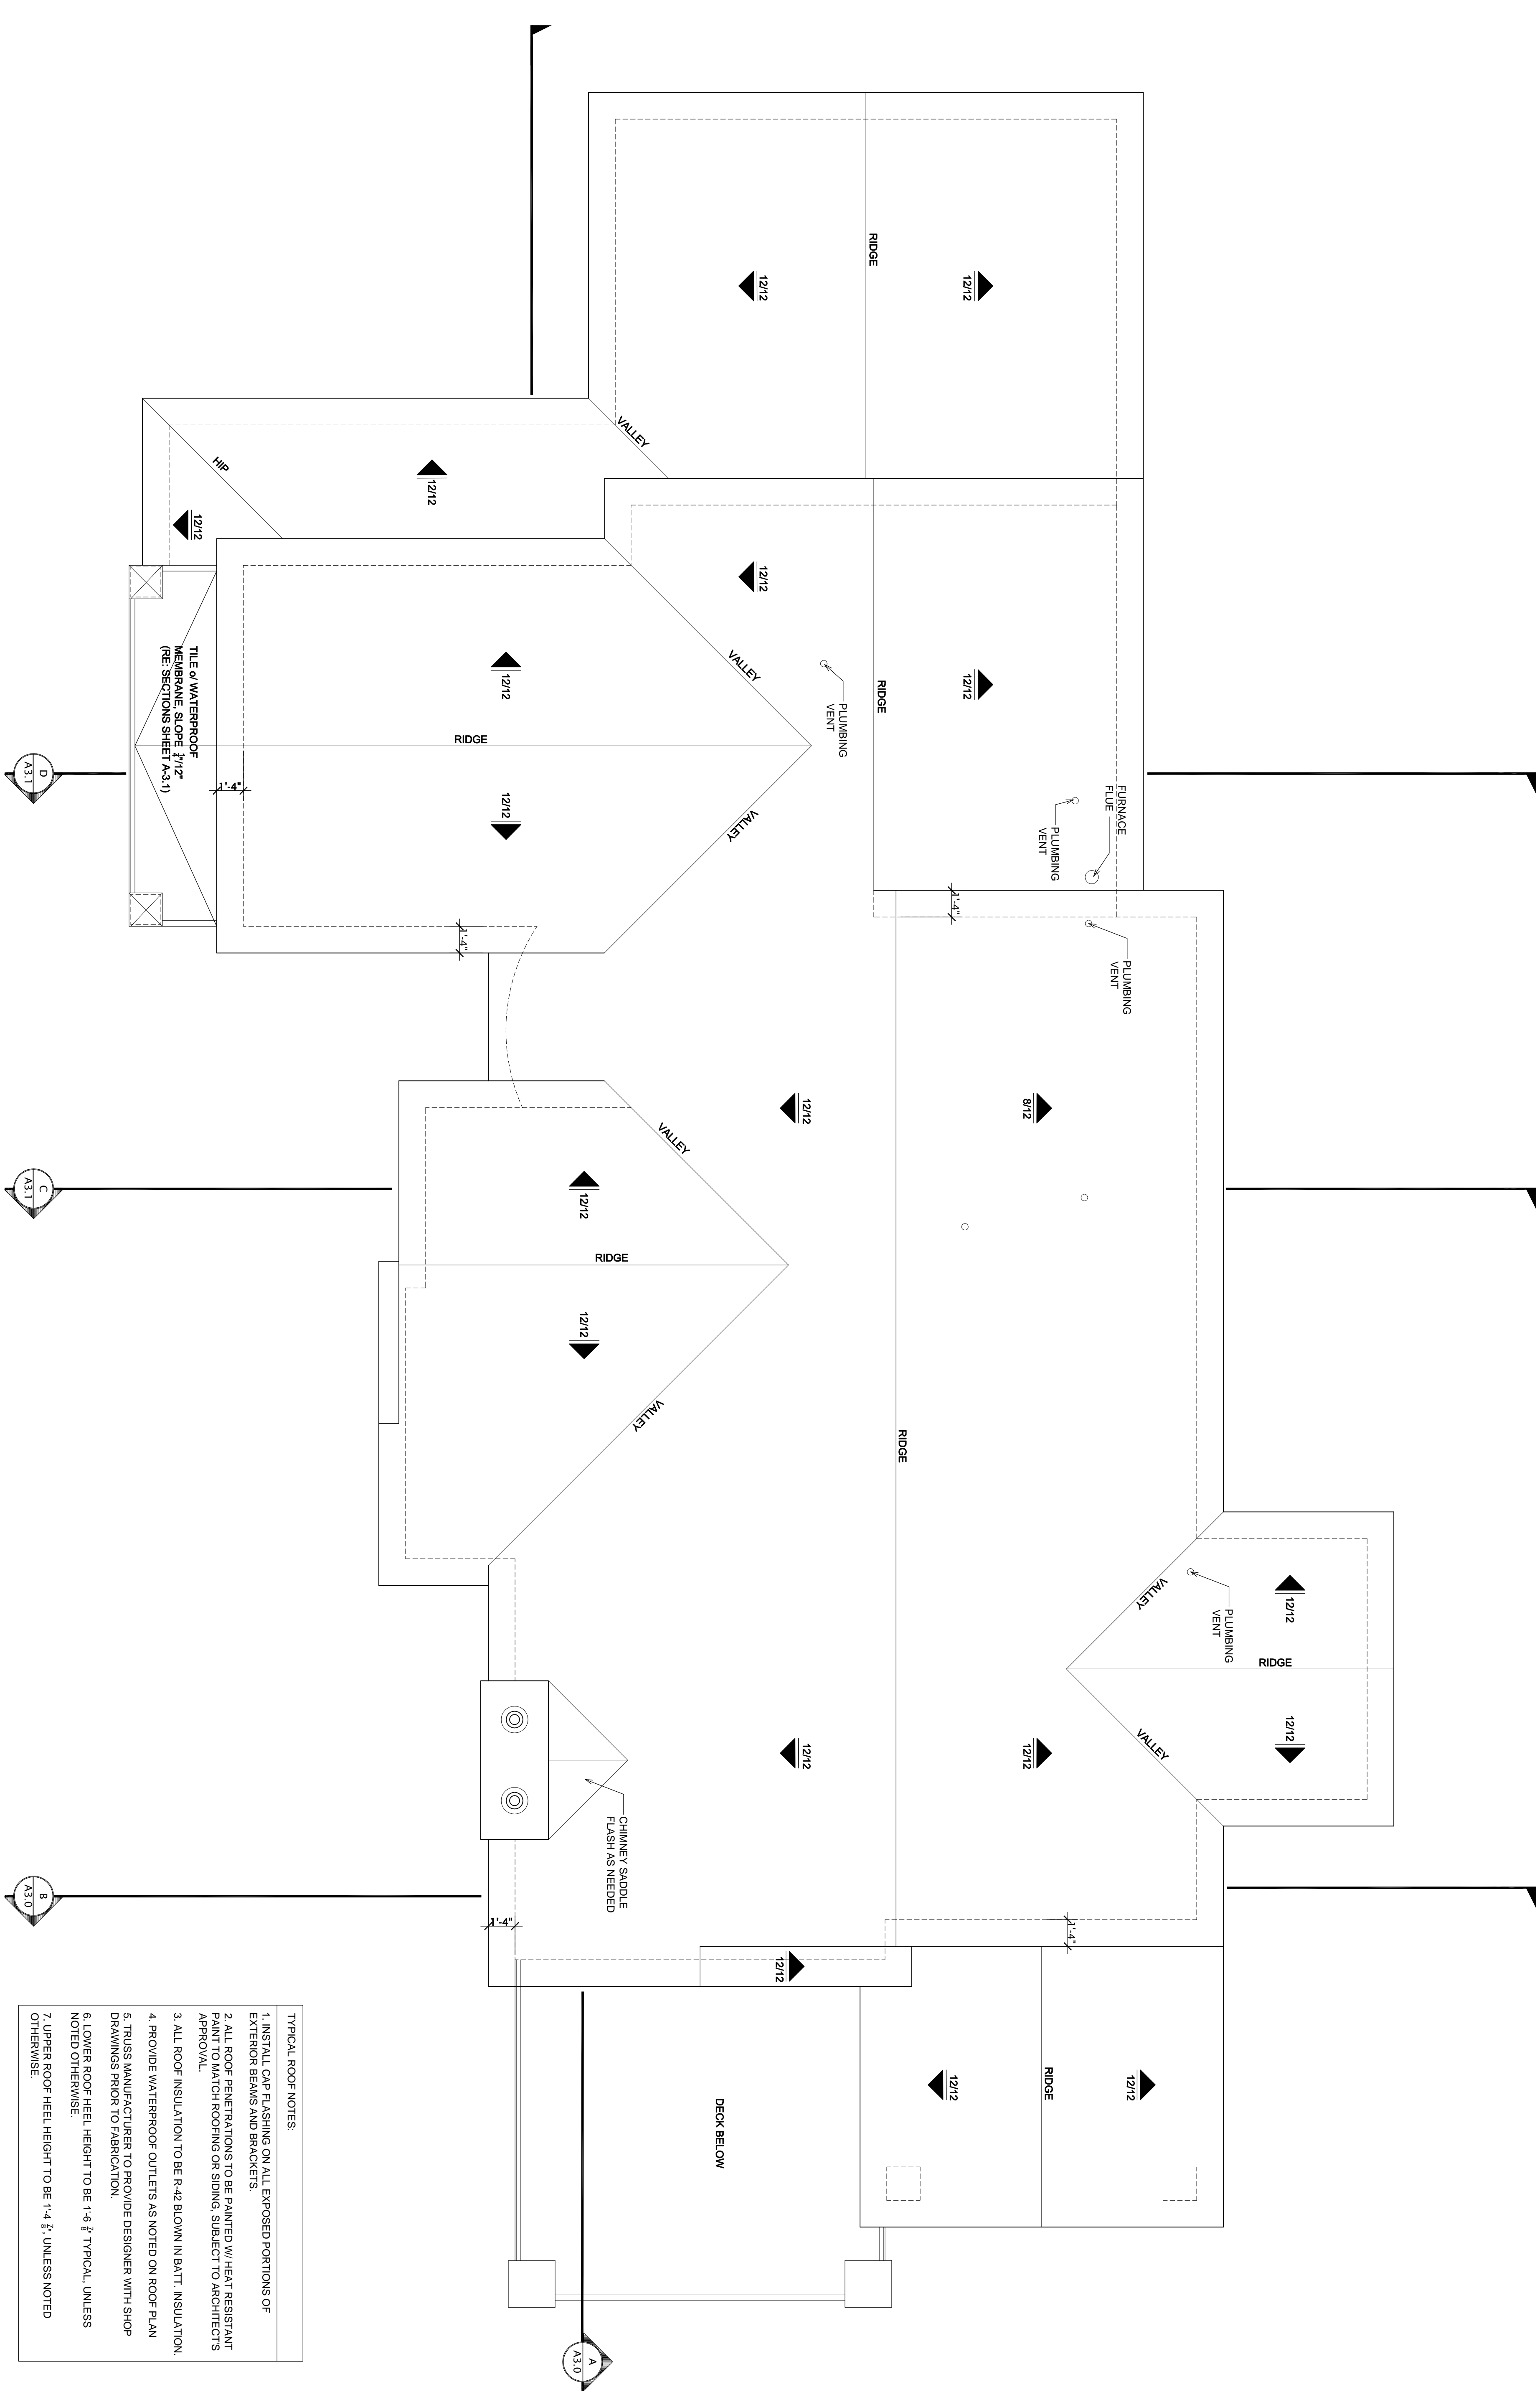 RIDGE
12/12
12/12
VALLEY
HIP
12/12
12/12
12/12
12/12
RIDGE
VALLEY
PLUMBING
VENT
FURNACE
FLUE
PLUMBING
VENT
PLUMBING
VENT
1'-4"
12/12
12/12
RIDGE
VALLEY
1'-4"
1'-4"
TILE o/ WATERPROOF
MEMBRANE, SLOPE ¼"/12"
(RE: SECTIONS SHEET A-3.1)
D
A3.1
8/12
12/12
VALLEY
12/12
RIDGE
12/12
VALLEY
C
A3.1
RIDGE
12/12
RIDGE
12/12
VALLEY
VALLEY
PLUMBING
VENT
12/12
12/12
CHIMNEY SADDLE
FLASH AS NEEDED
1'-4"
1'-4"
B
A3.0
12/12
12/12
RIDGE
12/12
DECK BELOW
A
A3.0
TYPICAL ROOF NOTES:
1. INSTALL CAP FLASHING ON ALL EXPOSED PORTIONS OF
EXTERIOR BEAMS AND BRACKETS.
2. ALL ROOF PENETRATIONS TO BE PAINTED W/ HEAT RESISTANT
PAINT TO MATCH ROOFING OR SIDING, SUBJECT TO ARCHITECT'S
APPROVAL.
3. ALL ROOF INSULATION TO BE R-42 BLOWN IN BATT. INSULATION.
4. PROVIDE WATERPROOF OUTLETS AS NOTED ON ROOF PLAN
5. TRUSS MANUFACTURER TO PROVIDE DESIGNER WITH SHOP
DRAWINGS PRIOR TO FABRICATION.
6. LOWER ROOF HEEL HEIGHT TO BE 1'-6 ⅞" TYPICAL, UNLESS
NOTED OTHERWISE.
7. UPPER ROOF HEEL HEIGHT TO BE 1'-4 ⅞", UNLESS NOTED
OTHERWISE.